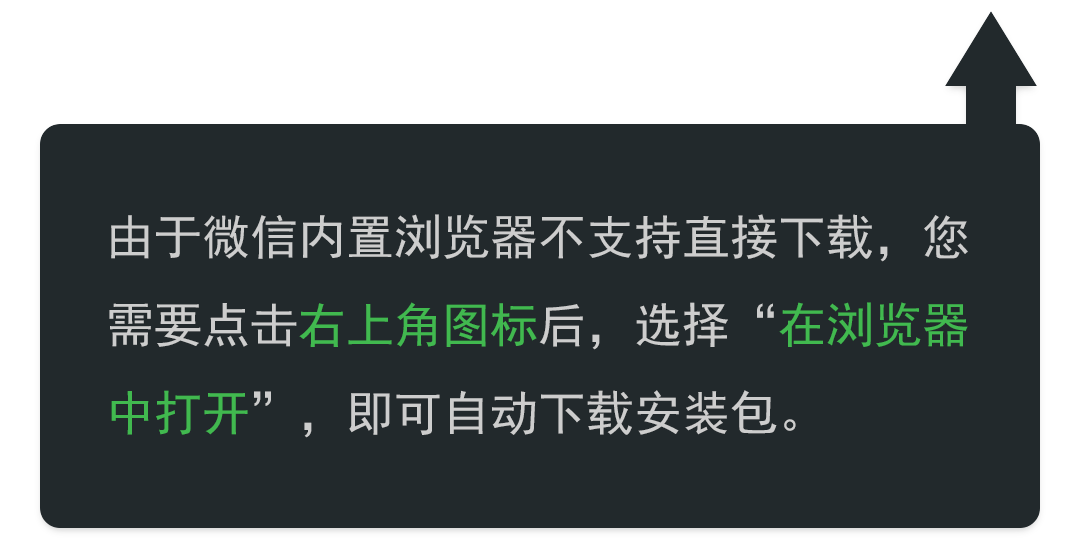 由于微信内置浏览器不支持直接下载，您
需要点击右上角图标后，选择“在浏览器
中打开”，即可自动下载安装包。